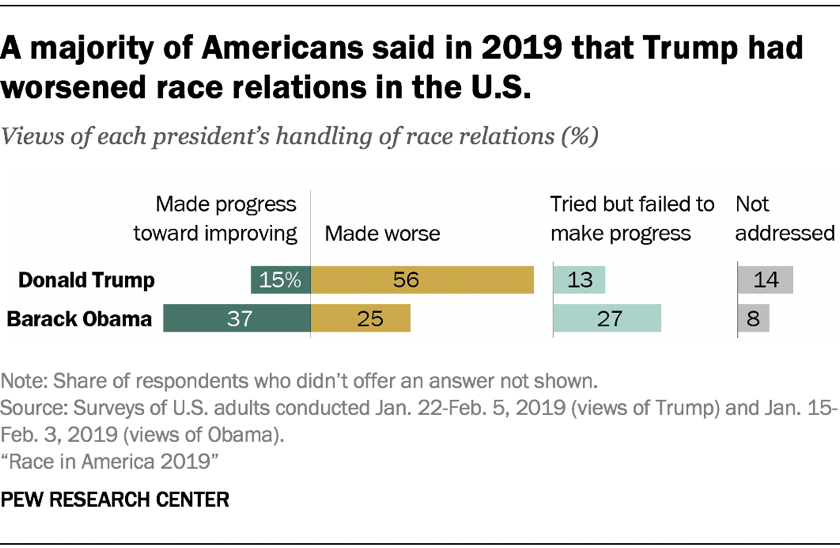 A majority of Americans said in 2019 that Trump had
worsened race relations in the U.S.
Views of each president's handling of race relations (%)
Made progress
toward improving
Made worse
Tried but failed to
make progress
Not
addressed
Donald Trump 15% 56 13 14
Barack Obama 37 25 27 8
Note: Share of respondents who didn't offer an answer not shown.
Source: Surveys of U.S. adults conducted Jan. 22-Feb. 5, 2019 (views of Trump) and Jan. 15-
Feb. 3, 2019 (views of Obama).
“Race in America 2019”
PEW RESEARCH CENTER